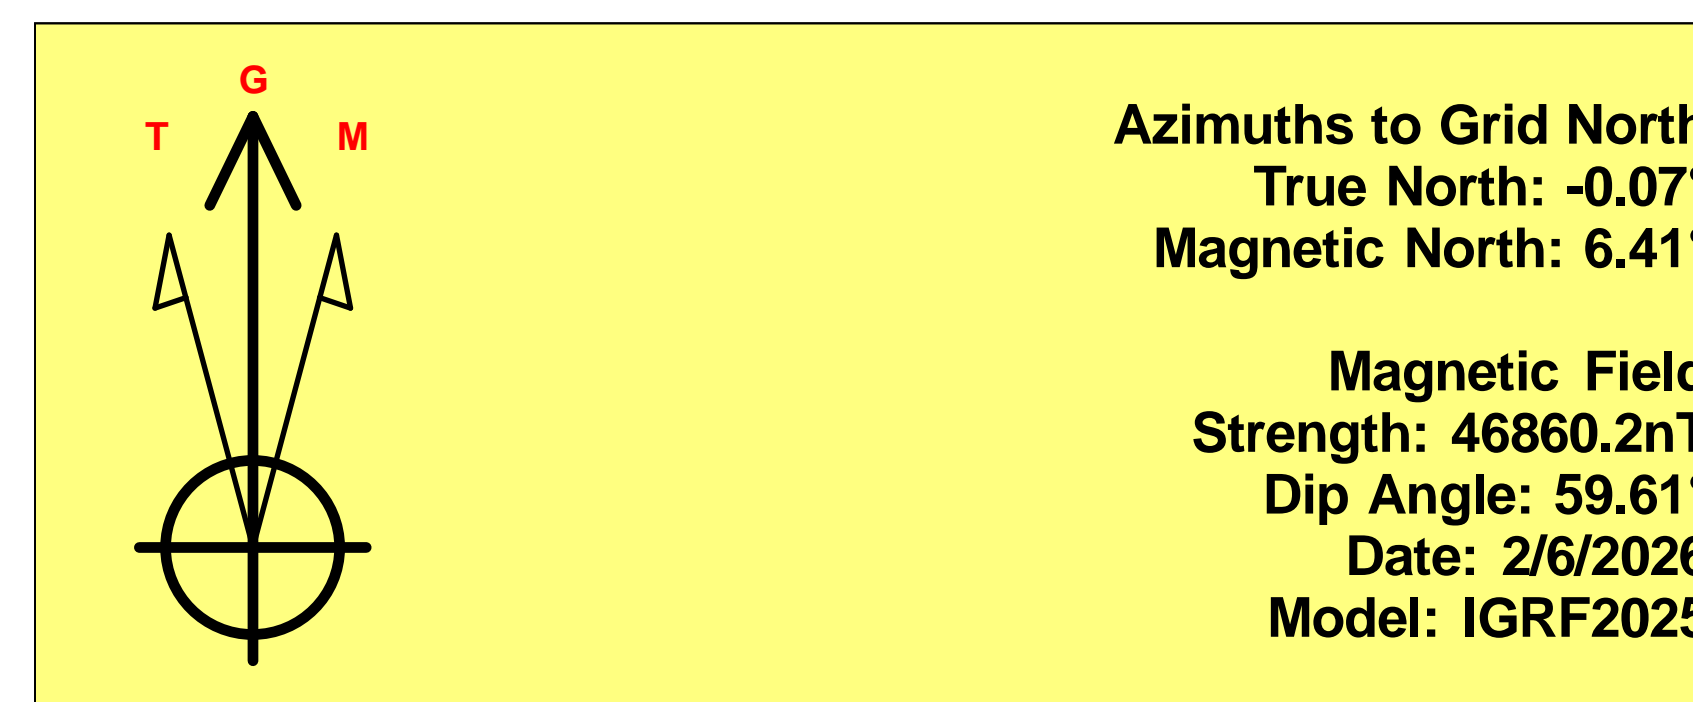 G
T M
Azimuths to Grid North
True North: -0.07°
Magnetic North: 6.41°
Magnetic Field
Strength: 46860.2nT
Dip Angle: 59.61°
Date: 2/6/2026
Model: IGRF2025